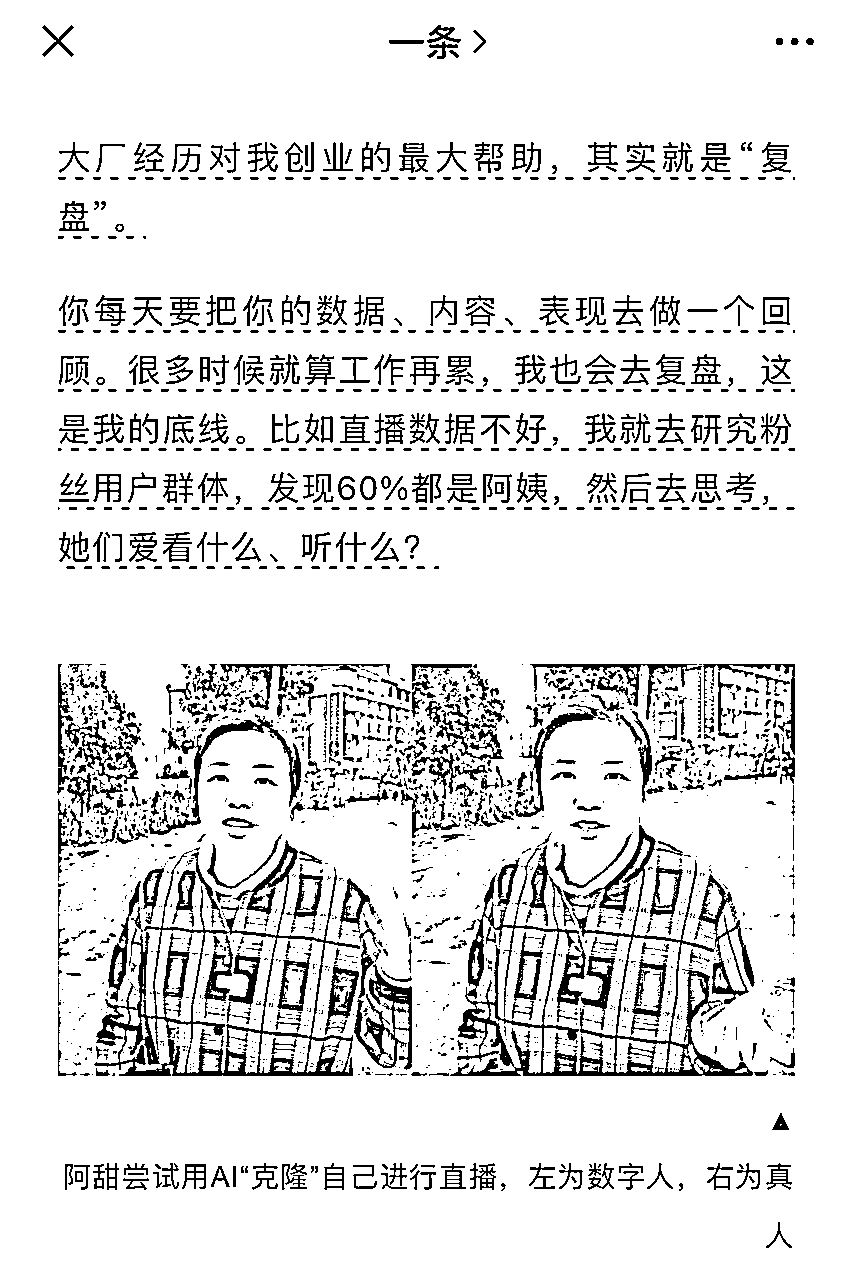 一条
大厂经历对我创业的最大帮助，其实就是“复
盘”。
你每天要把你的数据、内容、表现去做一个回
顾。很多时候就算工作再累，我也会去复盘，这
是我的底线。比如直播数据不好，我就去研究粉
丝用户群体，发现60%都是阿姨，然后去思考，
她们爱看什么、听什么？
阿甜尝试用AI“克隆”自己进行直播，左为数字人，右为真
人